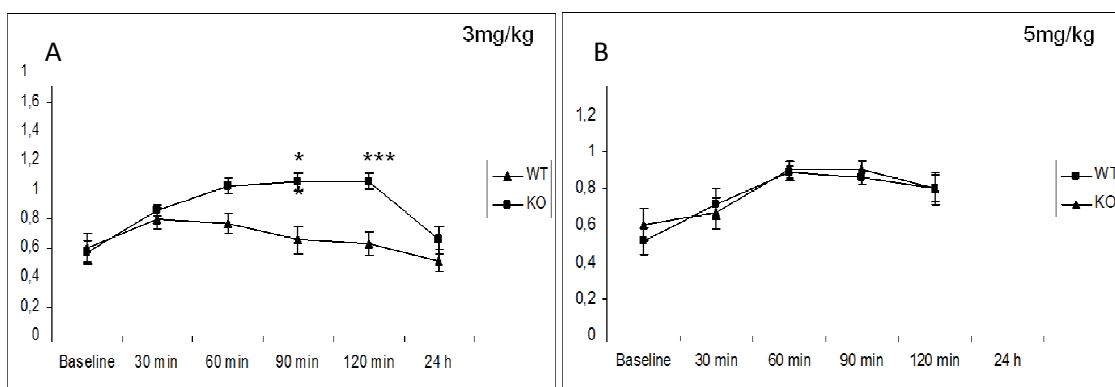 A
3mg/kg
1
1,6
1,4
1,2
1
0,8
0,6
0,4
0,2
0
*
*
***
WT
KO
Baseline 30 min 60 min 90 min 120 min 24 h
B
5mg/kg
1,2
1
0,8
0,6
0,4
0,2
0
WT
KO
Baseline 30 min 60 min 90 min 120 min 24 h